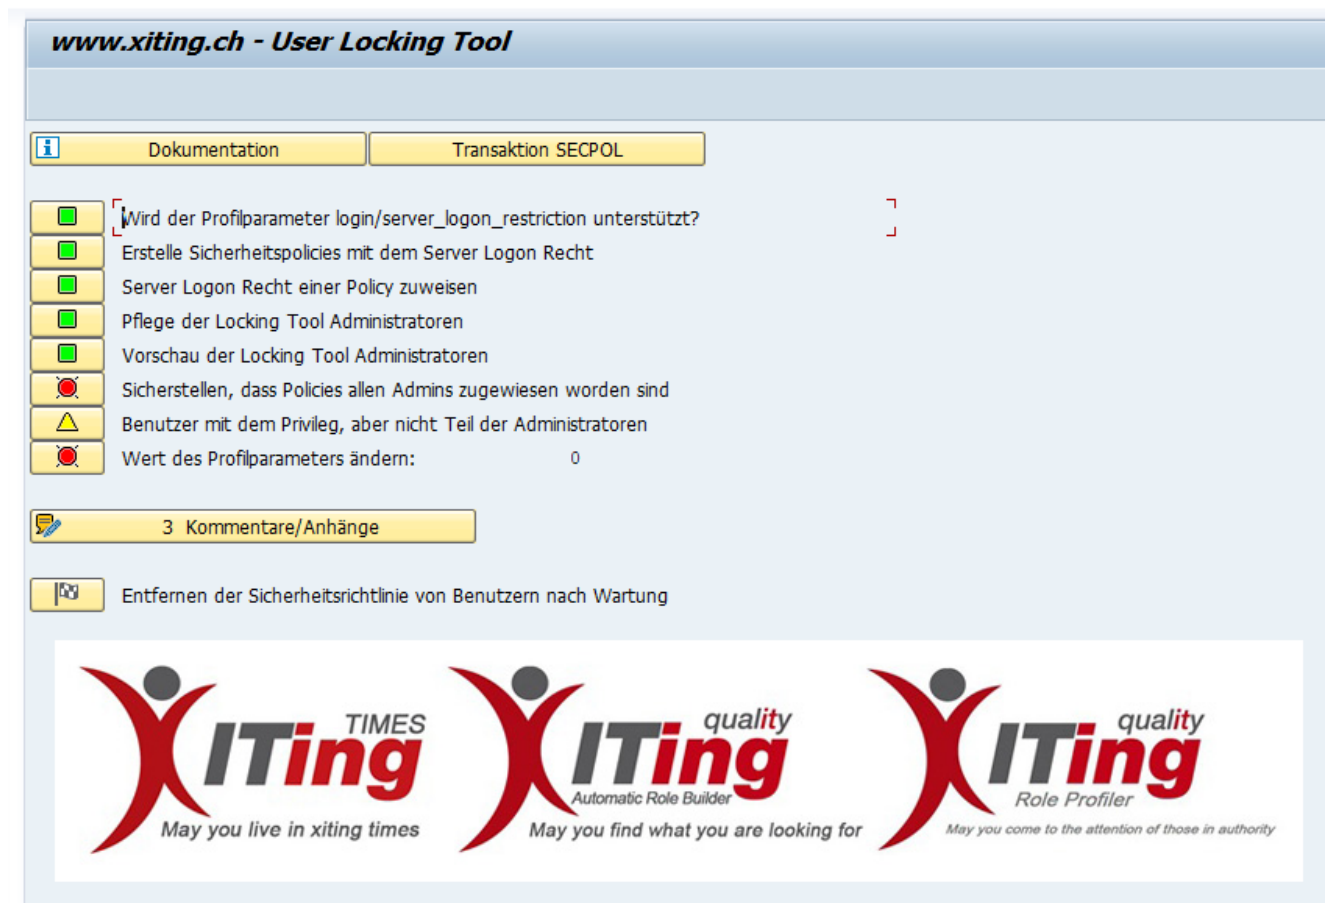 www.xiting.ch - User Locking Tool
Dokumentation
Transaktion SECPOL
Wird der Profilparameter login/server_logon_restriction unterstützt?
Erstelle Sicherheitspolicies mit dem Server Logon Recht
Server Logon Recht einer Policy zuweisen
Pflege der Locking Tool Administratoren
Vorschau der Locking Tool Administratoren
Sicherstellen, dass Policies allen Admins zugewiesen worden sind
Benutzer mit dem Privileg, aber nicht Teil der Administratoren
Wert des Profilparameters ändern: 0
3 Kommentare/Anhänge
Entfernen der Sicherheitsrichtlinie von Benutzern nach Wartung
XITing TIMES
May you live in xiting times
XITing quality
Automatic Role Builder
May you find what you are looking for
XITing quality
Role Profiler
May you come to the attention of those in authority